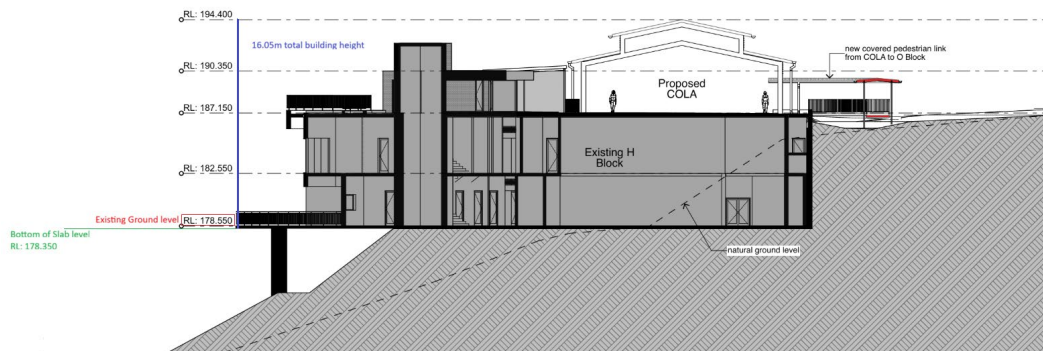 RL: 194.400
16.05m total building height
new covered pedestrian link
from COLA to O Block
RL: 190.350
Proposed
COLA
RL: 187.150
Existing H
Block
RL: 182.550
Existing Ground level
RL: 178.550
Bottom of Slab level
RL: 178.350
natural ground level